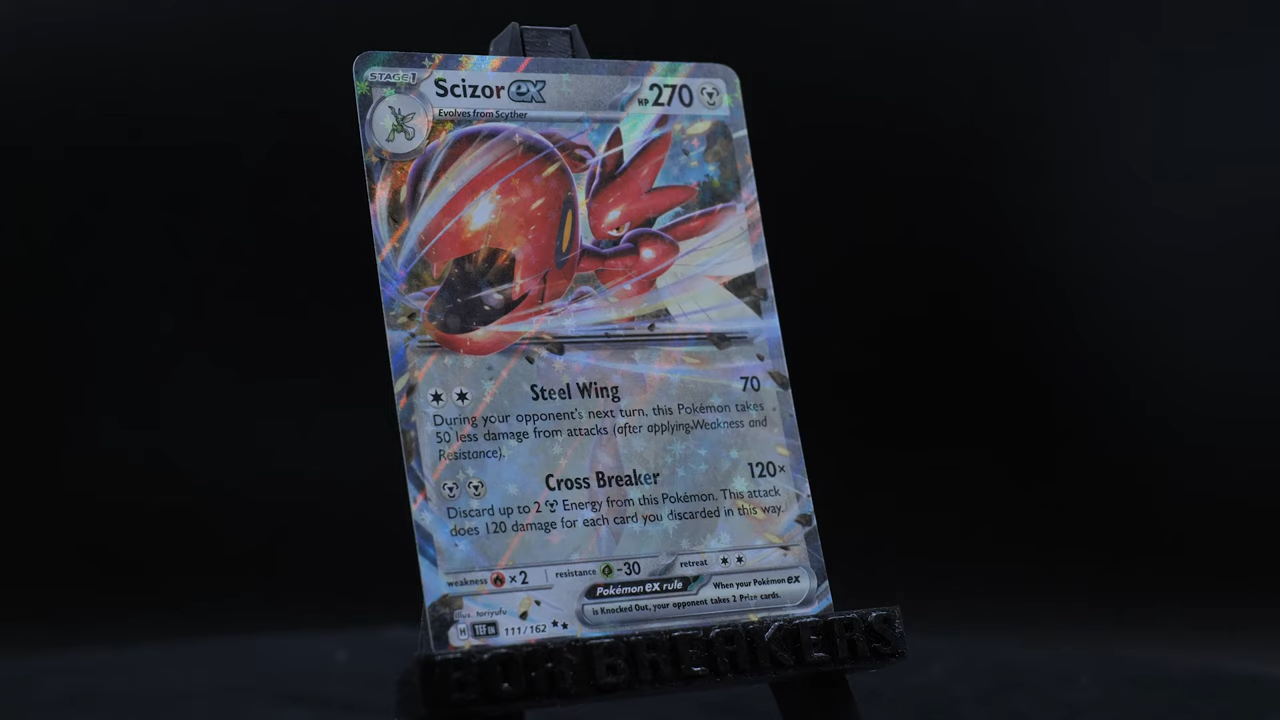 STAGE1
Scizor ex
HP 270
Evolves from Scyther
Steel Wing 70
During your opponent's next turn, this Pokémon takes
50 less damage from attacks (after applying Weakness and
Resistance).
Cross Breaker 120×
Discard up to 2 Energy from this Pokémon. This attack
does 120 damage for each card you discarded in this way.
weakness ×2 resistance -30 retreat
Pokémon ex rule When your Pokémon ex
is Knocked Out, your opponent takes 2 Prize cards.
Illus. toriyufu
H TEF EN 111/162
BOX BREAKERS